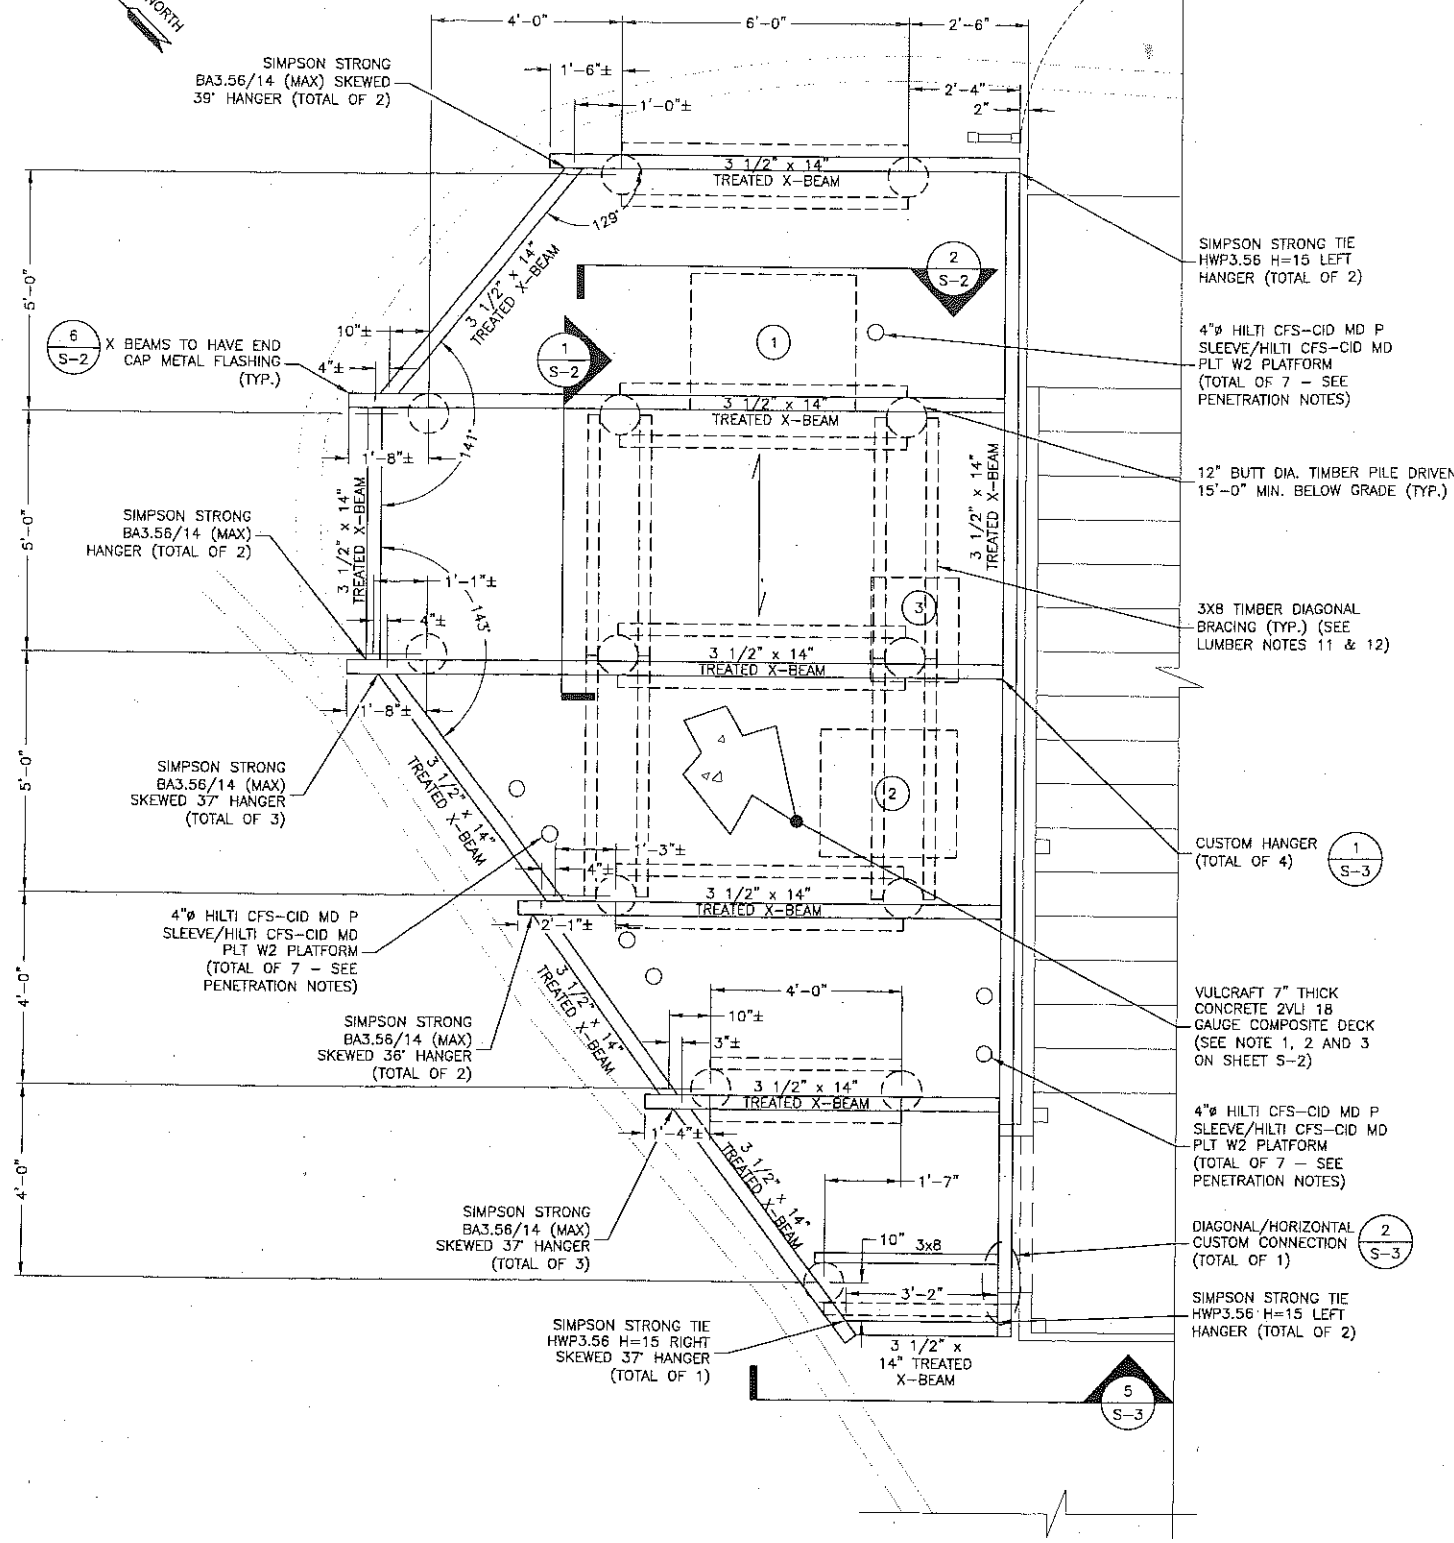 NORTH
4'-0"
6'-0"
2'-6"
SIMPSON STRONG
BA3.56/14 (MAX) SKEWED
39° HANGER (TOTAL OF 2)
1'-6"±
1'-0"±
2'-4"
2"
3 1/2" x 14"
TREATED X-BEAM
129°
3 1/2" x 14"
TREATED X-BEAM
SIMPSON STRONG TIE
HWP3.56 H=15 LEFT
HANGER (TOTAL OF 2)
5'-0"
2
S-2
6
S-2
X BEAMS TO HAVE END
CAP METAL FLASHING
(TYP.)
10"±
4"±
1
S-2
1
4"ø HILTI CFS-CID MD P
SLEEVE/HILTI CFS-CID MD
PLT W2 PLATFORM
(TOTAL OF 7 - SEE
PENETRATION NOTES)
3 1/2" x 14"
TREATED X-BEAM
141°
1'-8"±
12" BUTT DIA. TIMBER PILE DRIVEN
15'-0" MIN. BELOW GRADE (TYP.)
5'-0"
SIMPSON STRONG
BA3.56/14 (MAX)
HANGER (TOTAL OF 2)
3 1/2" x 14"
TREATED X-BEAM
3 1/2" x 14"
TREATED X-BEAM
1'-1"±
4"±
143°
3
3X8 TIMBER DIAGONAL
BRACING (TYP.) (SEE
LUMBER NOTES 11 & 12)
3 1/2" x 14"
TREATED X-BEAM
1'-8"±
5'-0"
SIMPSON STRONG
BA3.56/14 (MAX)
SKEWED 37° HANGER
(TOTAL OF 3)
3 1/2" x 14"
TREATED X-BEAM
2
CUSTOM HANGER
(TOTAL OF 4)
1
S-3
1'-3"±
4"±
3 1/2" x 14"
TREATED X-BEAM
2'-1"±
4"ø HILTI CFS-CID MD P
SLEEVE/HILTI CFS-CID MD
PLT W2 PLATFORM
(TOTAL OF 7 - SEE
PENETRATION NOTES)
4'-0"
3 1/2" x 14"
TREATED X-BEAM
4'-0"
VULCRAFT 7" THICK
CONCRETE 2VLI 18
GAUGE COMPOSITE DECK
(SEE NOTE 1, 2 AND 3
ON SHEET S-2)
SIMPSON STRONG
BA3.56/14 (MAX)
SKEWED 36° HANGER
(TOTAL OF 2)
10"±
3"±
3 1/2" x 14"
TREATED X-BEAM
1'-4"±
4"ø HILTI CFS-CID MD P
SLEEVE/HILTI CFS-CID MD
PLT W2 PLATFORM
(TOTAL OF 7 - SEE
PENETRATION NOTES)
4'-0"
3 1/2" x 14"
TREATED X-BEAM
1'-7"
SIMPSON STRONG
BA3.56/14 (MAX)
SKEWED 37° HANGER
(TOTAL OF 3)
10"
3x8
DIAGONAL/HORIZONTAL
CUSTOM CONNECTION
(TOTAL OF 1)
2
S-3
3'-2"
SIMPSON STRONG TIE
HWP3.56 H=15 LEFT
HANGER (TOTAL OF 2)
SIMPSON STRONG TIE
HWP3.56 H=15 RIGHT
SKEWED 37° HANGER
(TOTAL OF 1)
3 1/2" x
14" TREATED
X-BEAM
5
S-3